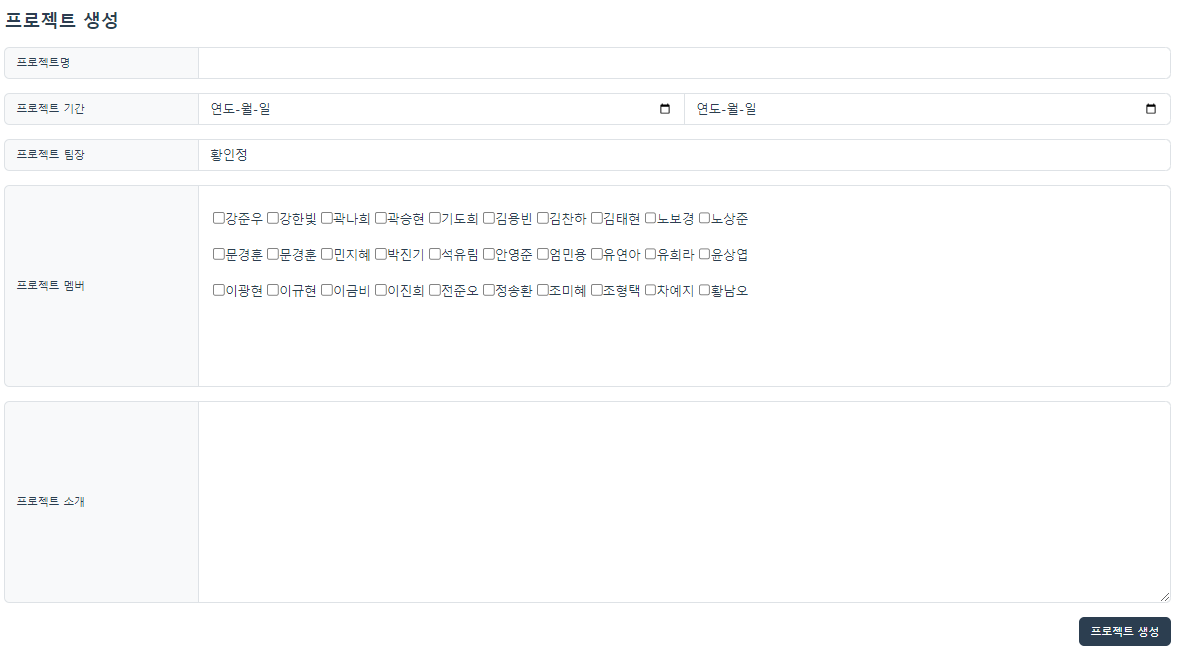 프로젝트 생성
프로젝트명
프로젝트 기간 연도-월-일 연도-월-일
프로젝트 팀장 황인정
강준우 강한빛 곽나희 곽승현 기도희 김용빈 김찬하 김태현 노보경 노상준
문경훈 문경훈 민지혜 박진기 석유림 안영준 엄민용 유연아 유희라 윤상엽
프로젝트 멤버
이광현 이규현 이금비 이진희 전준오 정송환 조미혜 조형택 차예지 황남오
프로젝트 소개
프로젝트 생성